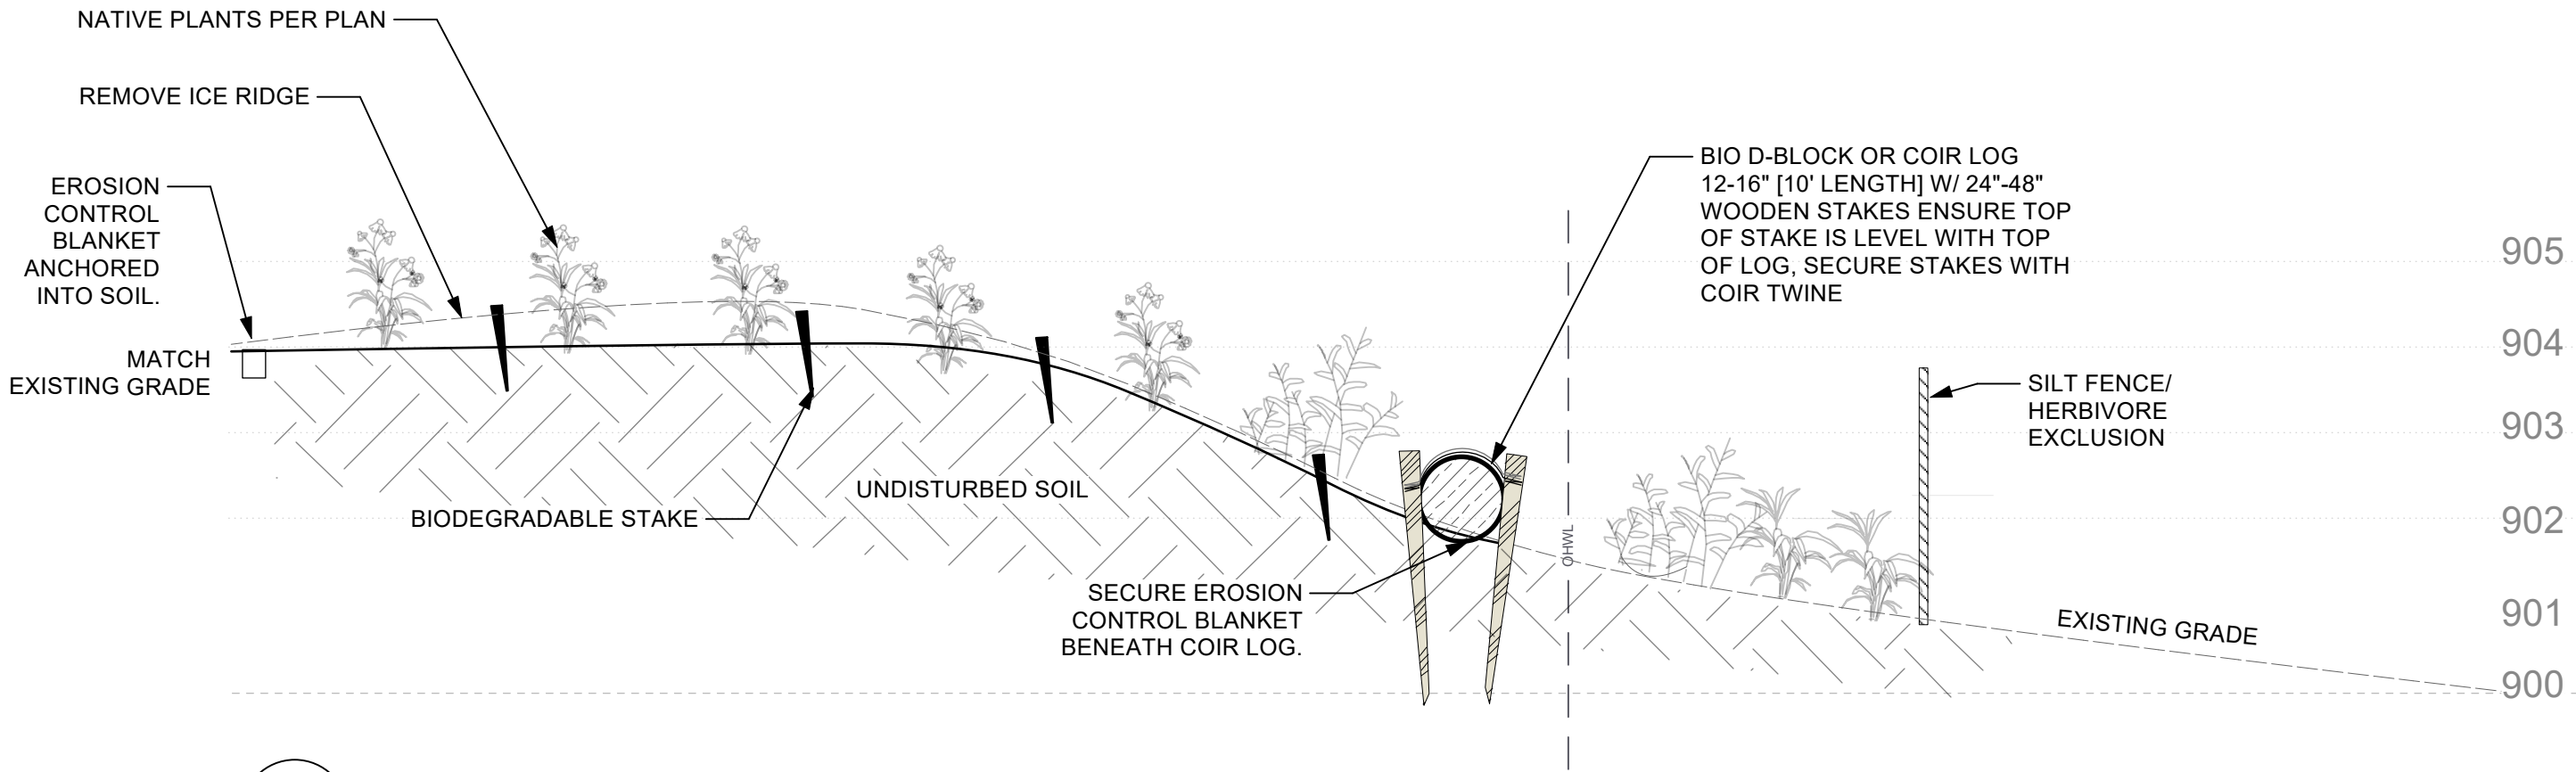 NATIVE PLANTS PER PLAN
REMOVE ICE RIDGE
EROSION
CONTROL
BLANKET
ANCHORED
INTO SOIL.
MATCH
EXISTING GRADE
BIODEGRADABLE STAKE
UNDISTURBED SOIL
SECURE EROSION
CONTROL BLANKET
BENEATH COIR LOG.
BIO D-BLOCK OR COIR LOG
12-16" [10' LENGTH] W/ 24"-48"
WOODEN STAKES ENSURE TOP
OF STAKE IS LEVEL WITH TOP
OF LOG, SECURE STAKES WITH
COIR TWINE
OHWL
SILT FENCE/
HERBIVORE
EXCLUSION
EXISTING GRADE
905
904
903
902
901
900